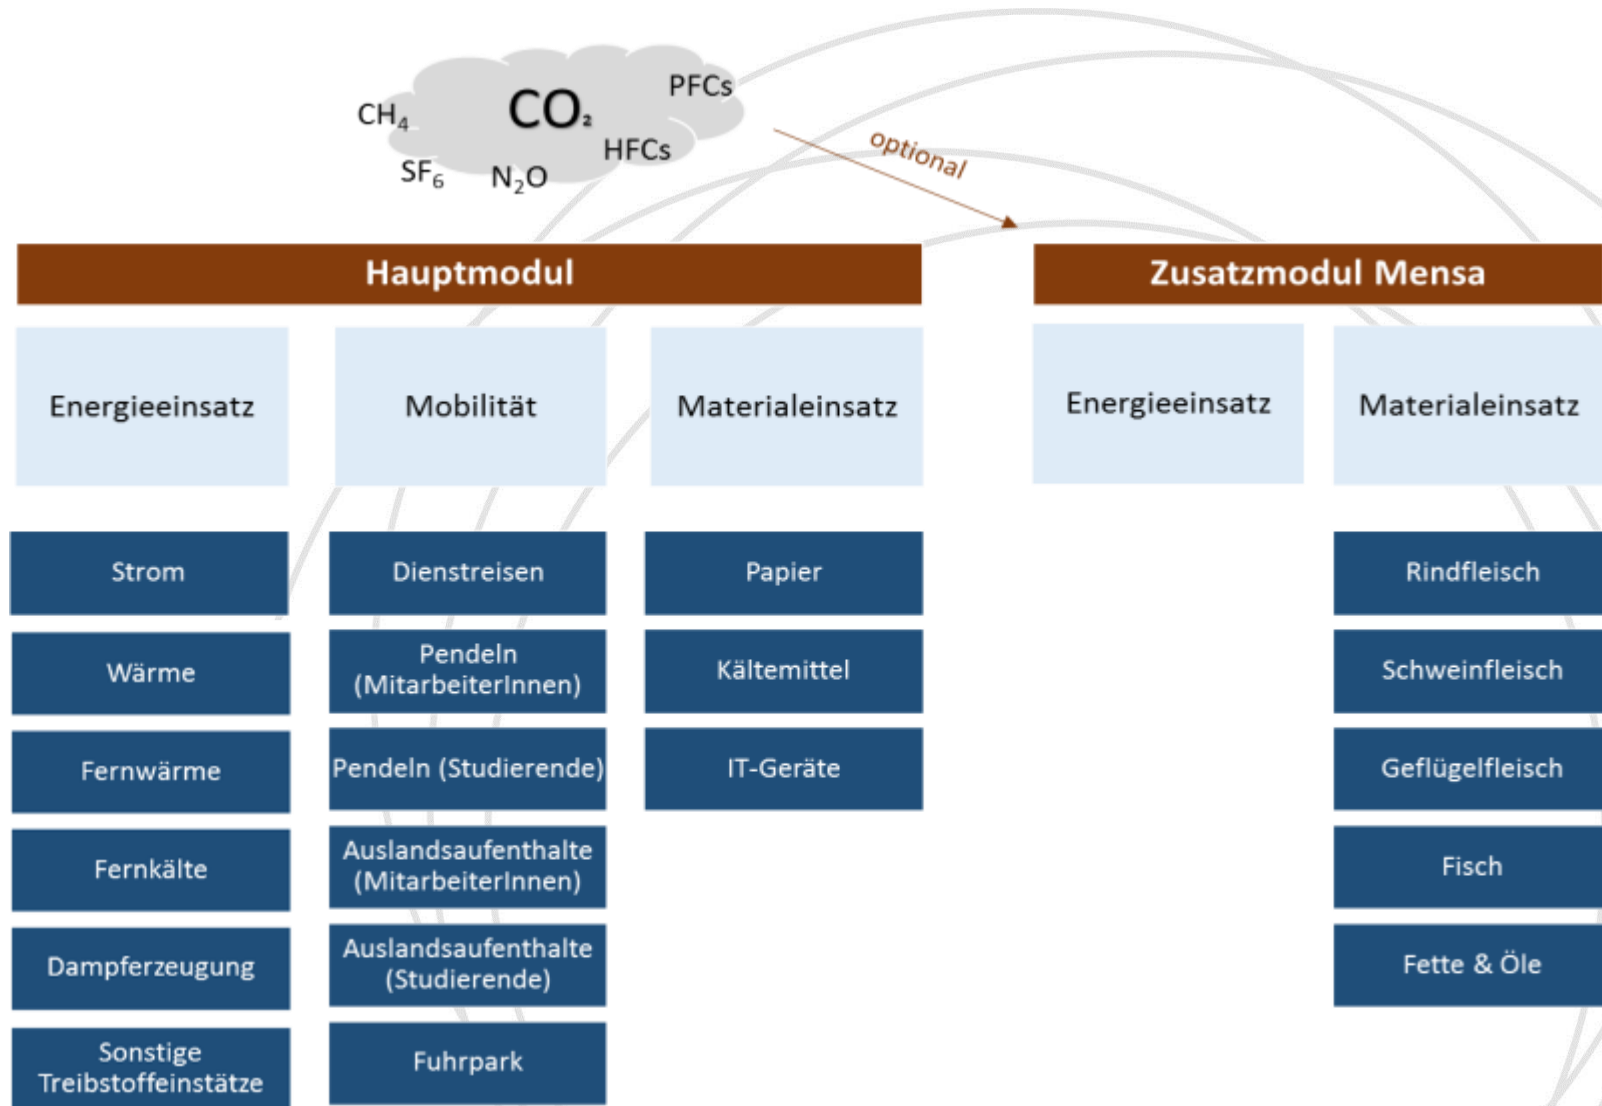 PFCs
CH₄
CO₂
HFCs
SF₆
N₂O
optional
Hauptmodul
Zusatzmodul Mensa
Energieeinsatz
Mobilität
Materialeinsatz
Energieeinsatz
Materialeinsatz
Strom
Wärme
Fernwärme
Fernkälte
Dampferzeugung
Sonstige
Treibstoffeinstätze
Dienstreisen
Pendeln
(MitarbeiterInnen)
Pendeln (Studierende)
Auslandsaufenthalte
(MitarbeiterInnen)
Auslandsaufenthalte
(Studierende)
Fuhrpark
Papier
Kältemittel
IT-Geräte
Rindfleisch
Schweinfleisch
Geflügelfleisch
Fisch
Fette & Öle